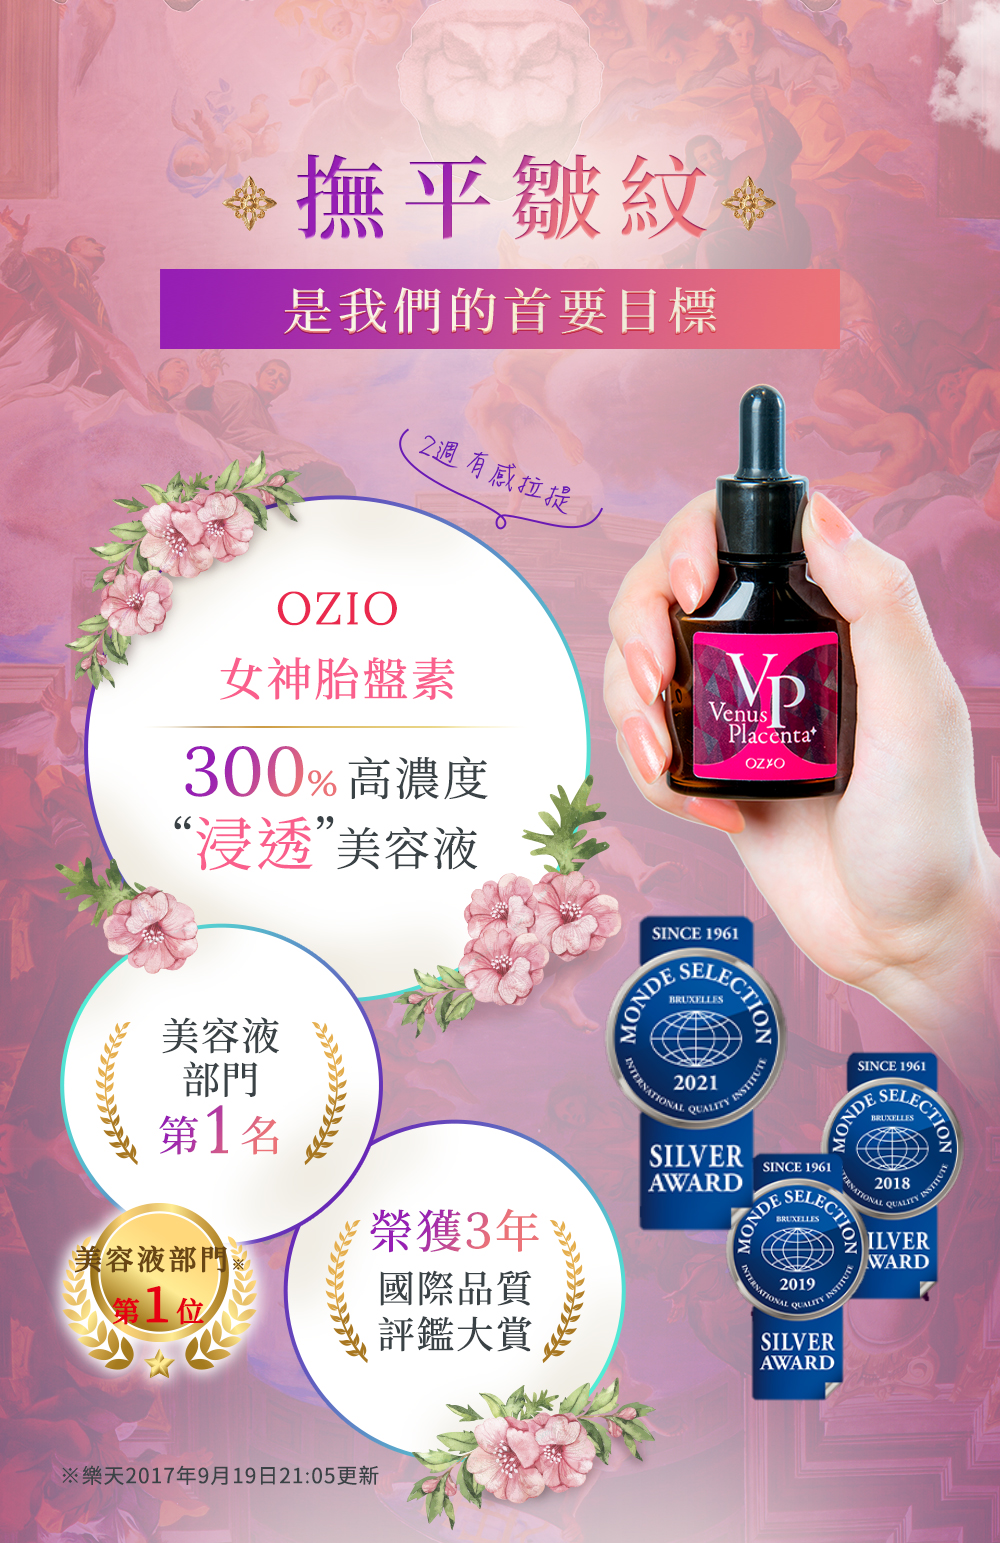 撫平皺紋
是我們的首要目標
2週有感拉提
OZIO
女神胎盤素
300%高濃度
“浸透”美容液
VP
Venus
Placenta
OZIO
美容液
部門
第1名
美容液部門※
第1位
榮獲3年
國際品質
評鑑大賞
SINCE 1961
MONDE SELECTION
BRUXELLES
2021
INTERNATIONAL QUALITY INSTITUTE
SILVER
AWARD
SINCE 1961
MONDE SELECTION
BRUXELLES
2018
QUALITY INSTITUTE
SINCE 1961
MONDE SELECTION
BRUXELLES
2019
INTERNATIONAL QUALITY INSTITUTE
SILVER
AWARD
※樂天2017年9月19日21:05更新